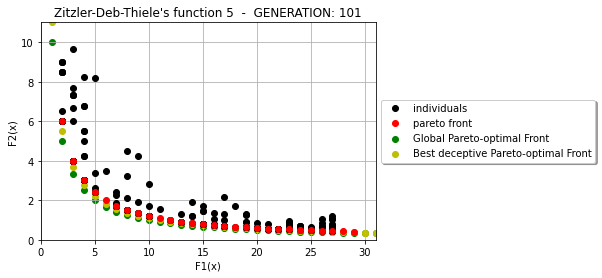 Zitzler-Deb-Thiele's function 5 - GENERATION: 101
F2(x)
10
8
6
4
2
0
0 5 10 15 20 25 30
F1(x)
individuals
pareto front
Global Pareto-optimal Front
Best deceptive Pareto-optimal Front